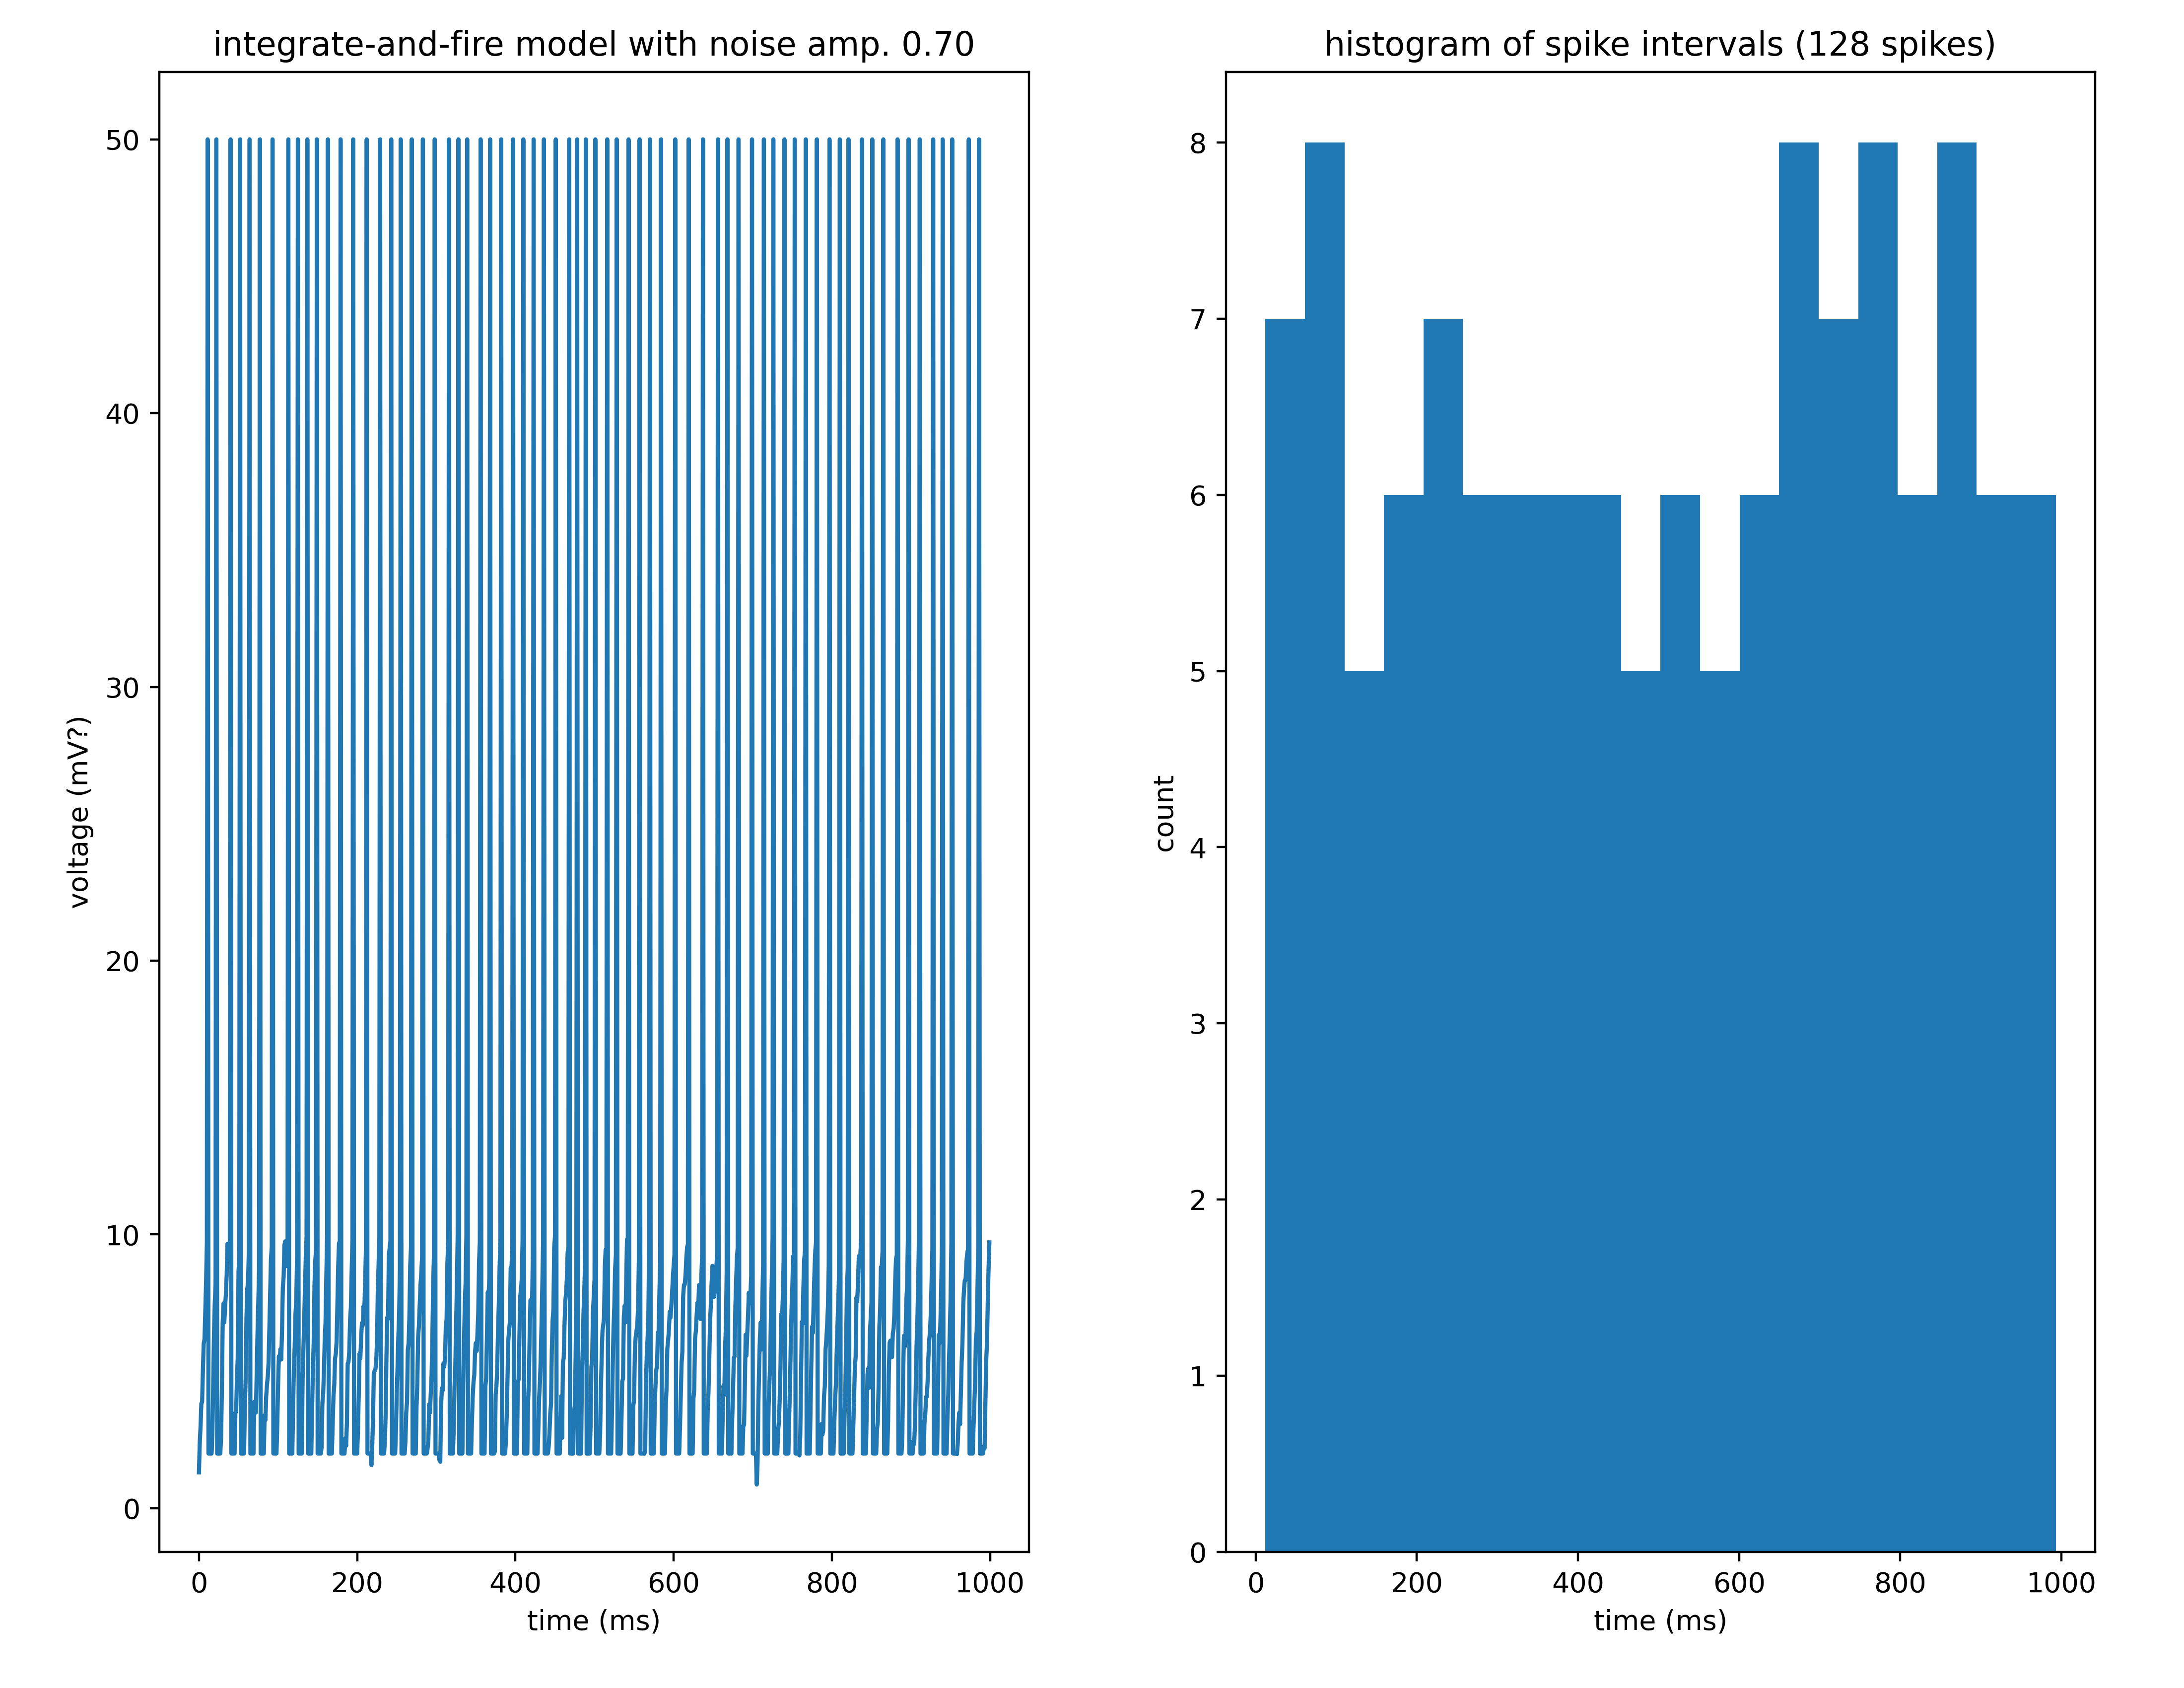 integrate-and-fire model with noise amp. 0.70
50
40
30
20
10
0
voltage (mV?)
0 200 400 600 800 1000
time (ms)
histogram of spike intervals (128 spikes)
8
7
6
5
4
3
2
1
0
count
0 200 400 600 800 1000
time (ms)